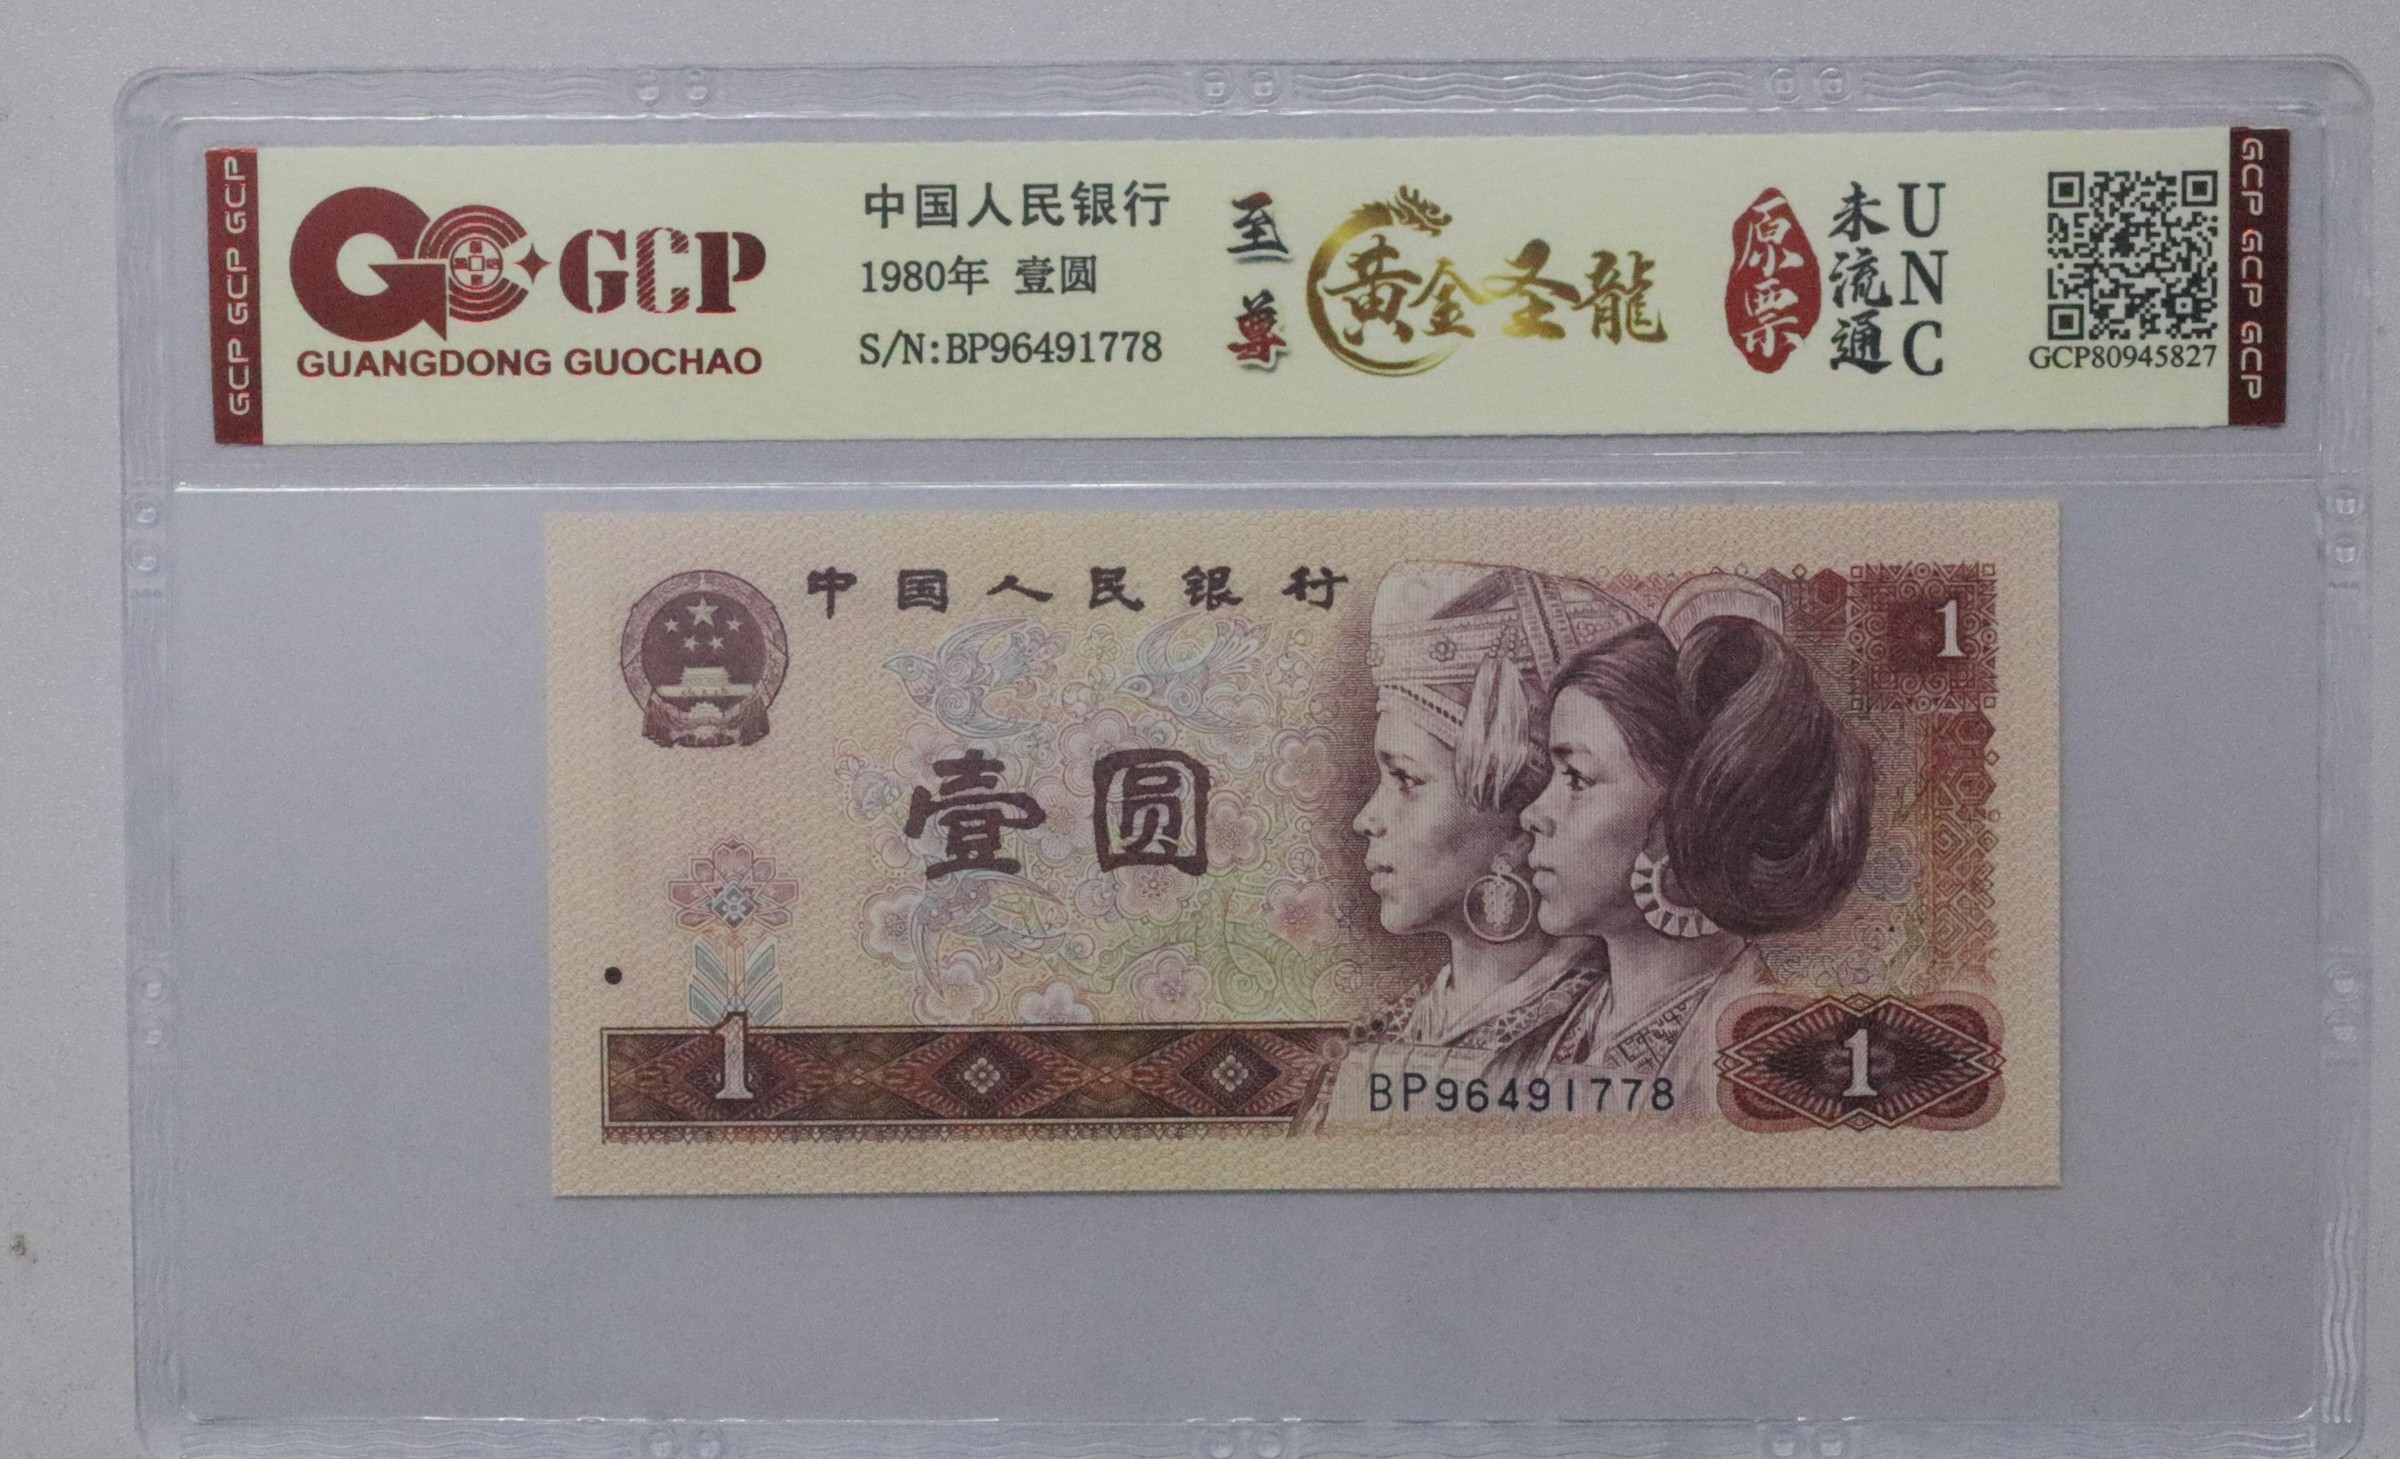 GCP GCP GCP
GCP
GUANGDONG GUOCHAO
中国人民银行
1980年 壹圆
S/N:BP96491778
至尊
黄金圣龍
原票
未流通
UNC
GCP80945827
GCP GCP GCP
中国人民银行
1
壹圆
1
BP96491778
1